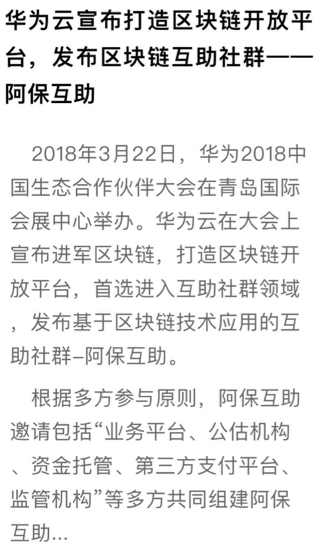 华为云宣布打造区块链开放平
台，发布区块链互助社群——
阿保互助
2018年3月22日，华为2018中
国生态合作伙伴大会在青岛国际
会展中心举办。华为云在大会上
宣布进军区块链，打造区块链开
放平台，首选进入互助社群领域
，发布基于区块链技术应用的互
助社群-阿保互助。
根据多方参与原则，阿保互助
邀请包括“业务平台、公估机构
、资金托管、第三方支付平台、
监管机构”等多方共同组建阿保
互助...